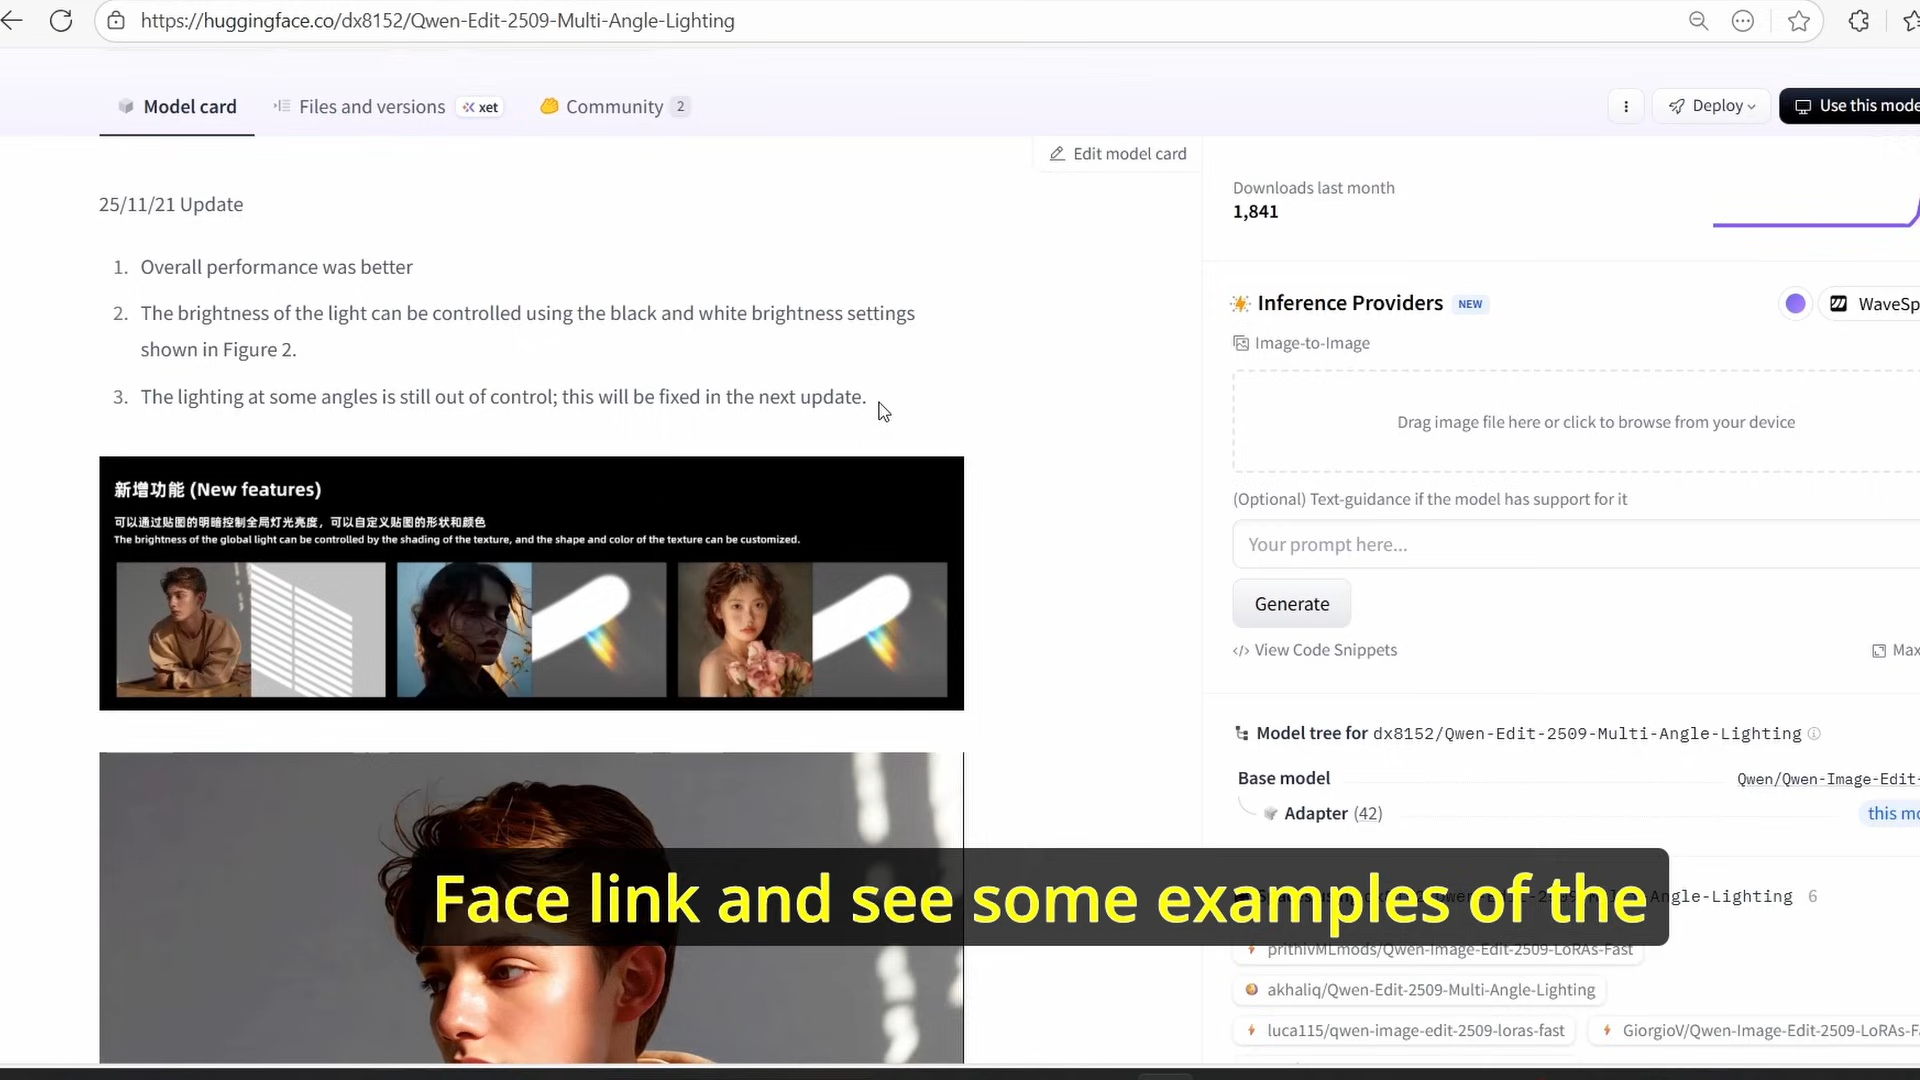 https://huggingface.co/dx8152/Qwen-Edit-2509-Multi-Angle-Lighting
Model card
Files and versions
xet
Community
2
Deploy
Use this mode
Edit model card
25/11/21 Update
1. Overall performance was better
2. The brightness of the light can be controlled using the black and white brightness settings
shown in Figure 2.
3. The lighting at some angles is still out of control; this will be fixed in the next update.
新增功能 (New features)
可以通过贴图的明暗控制全局灯光亮度，可以自定义贴图的形状和颜色
The brightness of the global light can be controlled by the shading of the texture, and the shape and color of the texture can be customized.
Downloads last month
1,841
Inference Providers
NEW
WaveSp
Image-to-Image
Drag image file here or click to browse from your device
(Optional) Text-guidance if the model has support for it
Your prompt here...
Generate
View Code Snippets
Max
Model tree for dx8152/Qwen-Edit-2509-Multi-Angle-Lighting
Base model
Qwen/Qwen-Image-Edit-
Adapter (42)
this mo
-Angle-Lighting 6
Face link and see some examples of the
prithivMLmods/Qwen-Image-Edit-2509-LoRAs-Fast
akhaliq/Qwen-Edit-2509-Multi-Angle-Lighting
luca115/qwen-image-edit-2509-loras-fast
GiorgioV/Qwen-Image-Edit-2509-LoRAs-Fa